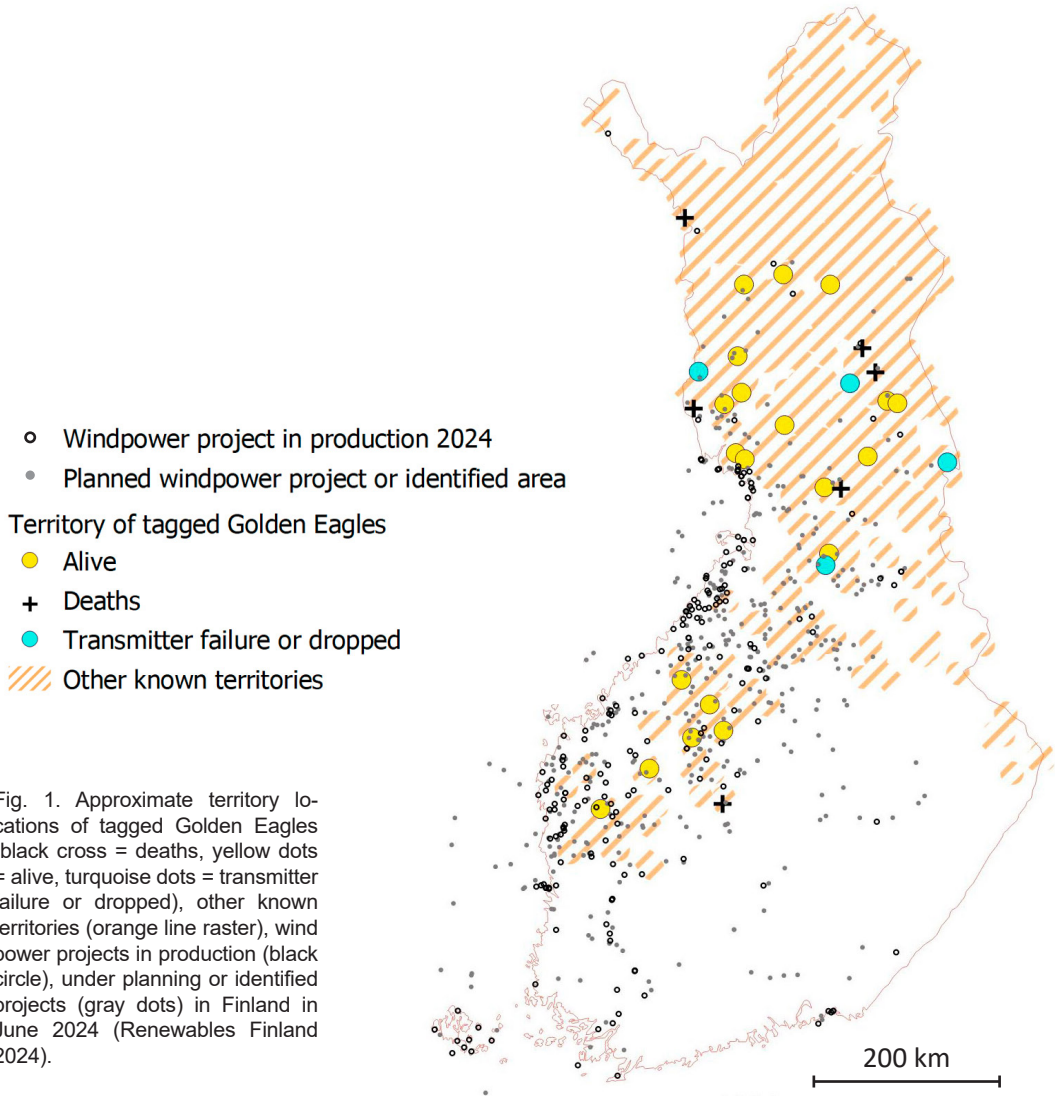 Windpower project in production 2024
Planned windpower project or identified area
Territory of tagged Golden Eagles
Alive
Deaths
Transmitter failure or dropped
Other known territories
Fig. 1. Approximate territory lo-
cations of tagged Golden Eagles
black cross = deaths, yellow dots
= alive, turquoise dots = transmitter
ailure or dropped), other known
erritories (orange line raster), wind
power projects in production (black
circle), under planning or identified
projects (gray dots) in Finland in
June 2024 (Renewables Finland
2024).
200 km